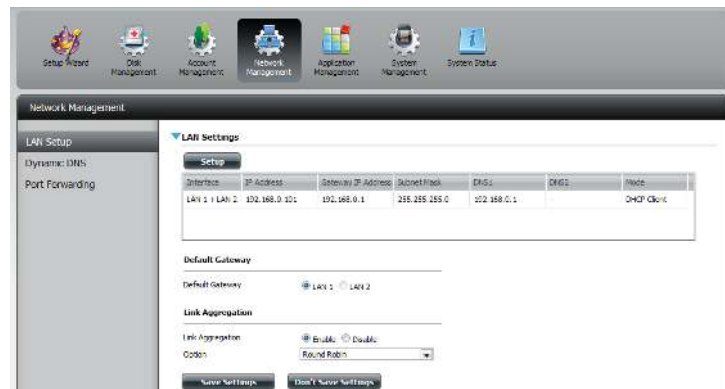 Setup Wizard
Disk Management
Account Management
Network Management
Application Management
System Management
System Status
Network Management
LAN Setup
Dynamic DNS
Port Forwarding
LAN Settings
Setup
Interface IP Address Gateway IP Address Subnet Mask DNS1 DNS2 Mode
LAN 1 + LAN 2 192.168.0.101 192.168.0.1 255.255.255.0 192.168.0.1 - DHCP Client
Default Gateway
Default Gateway LAN 1 LAN 2
Link Aggregation
Link Aggregation Enable Disable
Option Round Robin
Save Settings Don't Save Settings